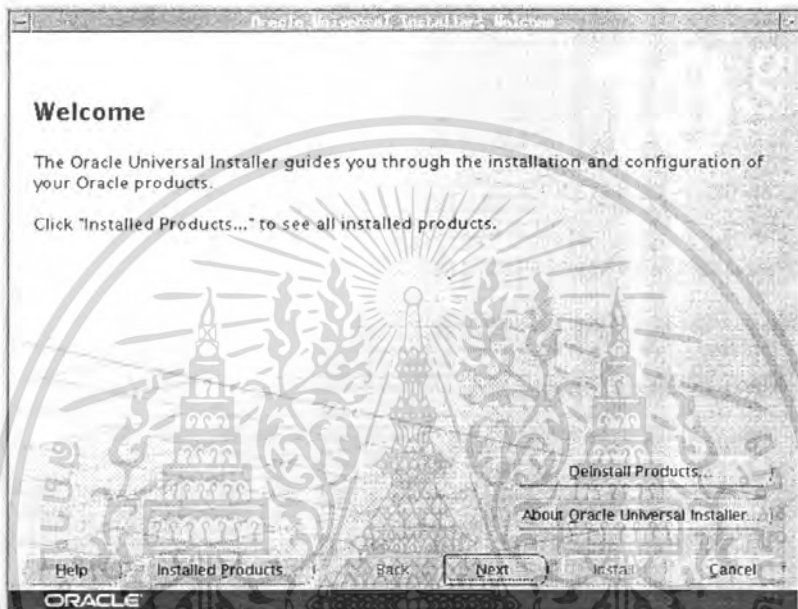 Oracle Universal Installer: Welcome
Welcome
The Oracle Universal Installer guides you through the installation and configuration of
your Oracle products.
Click "Installed Products..." to see all installed products.
Deinstall Products...
About Oracle Universal Installer...
Help
Installed Products...
Back
Next
Install
Cancel
ORACLE